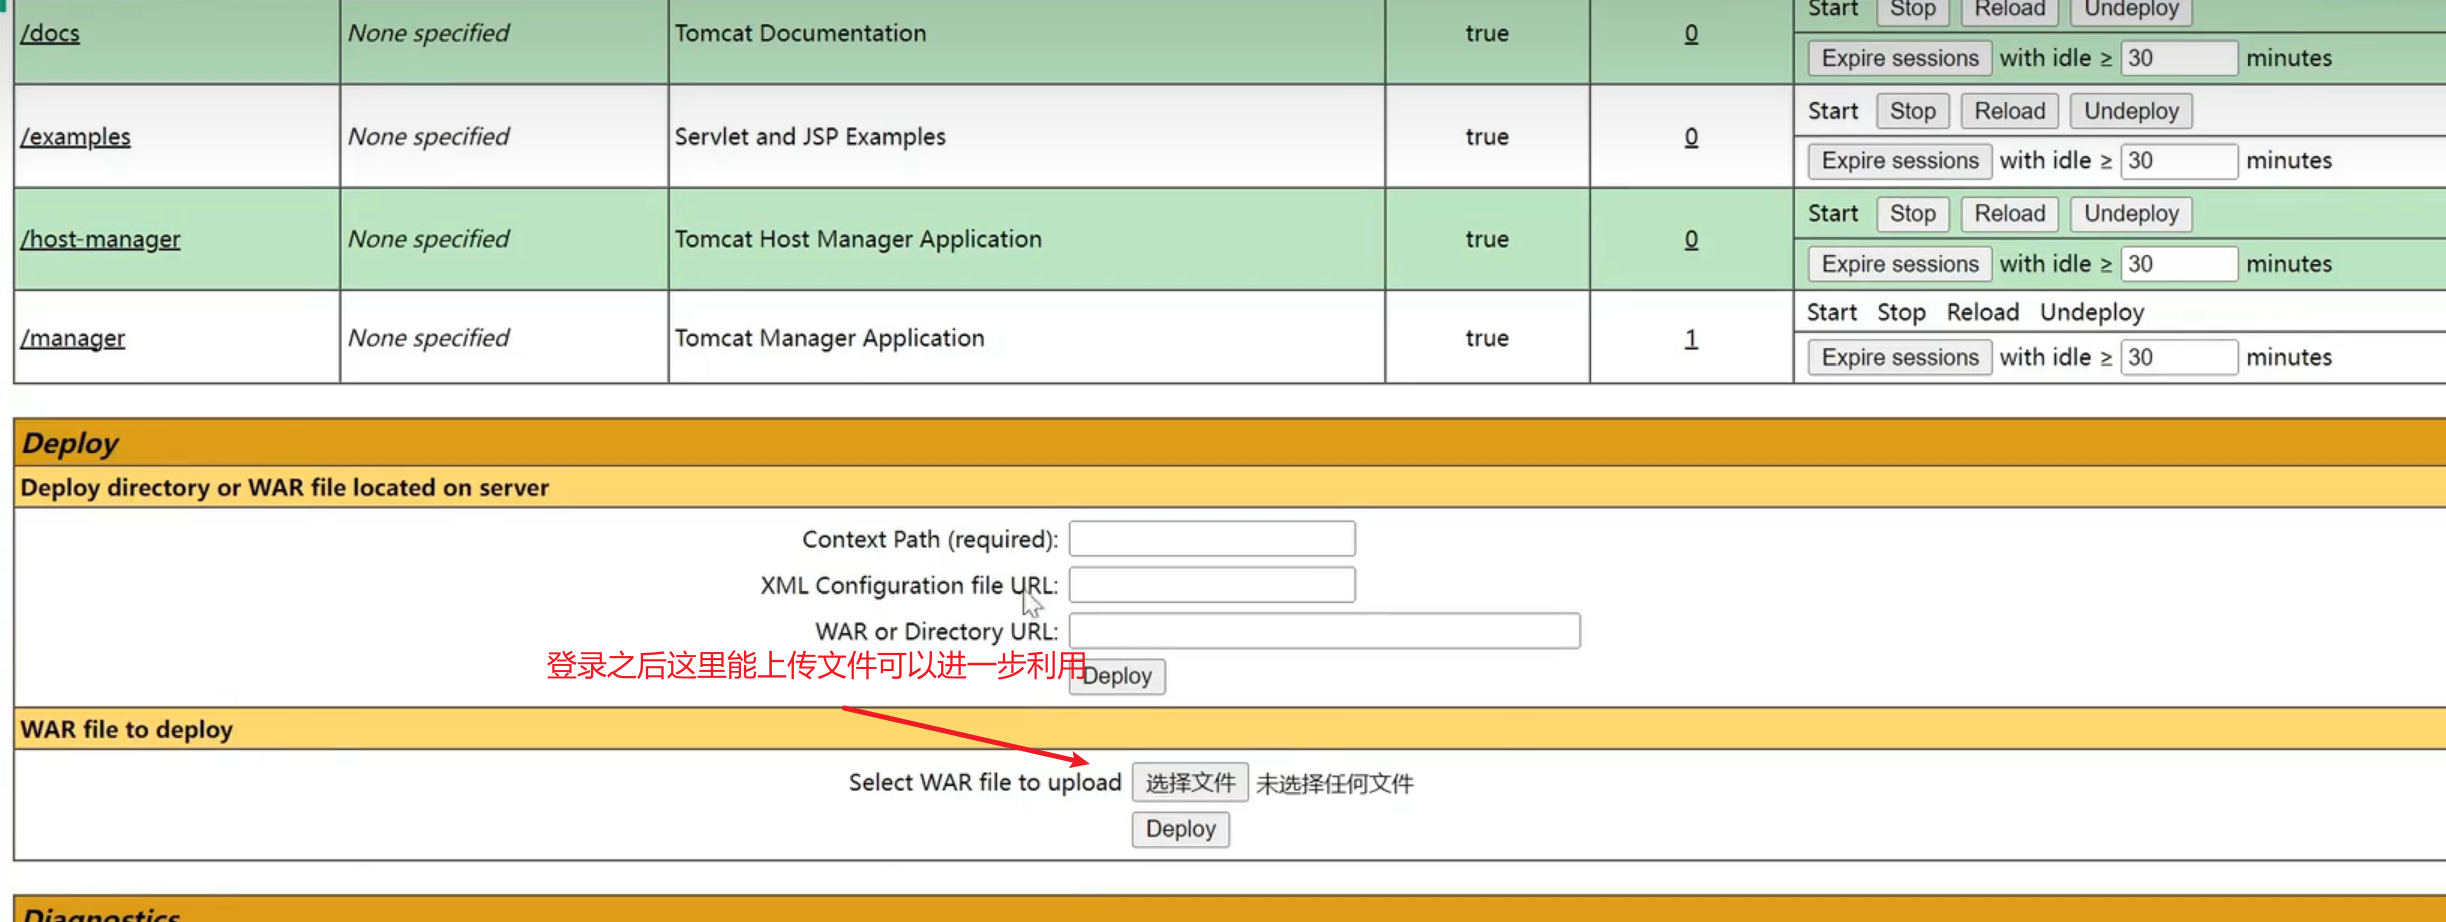 Start Stop Reload Undeploy
/docs None specified Tomcat Documentation true 0
Expire sessions with idle ≥ 30 minutes
Start Stop Reload Undeploy
/examples None specified Servlet and JSP Examples true 0
Expire sessions with idle ≥ 30 minutes
Start Stop Reload Undeploy
/host-manager None specified Tomcat Host Manager Application true 0
Expire sessions with idle ≥ 30 minutes
Start Stop Reload Undeploy
/manager None specified Tomcat Manager Application true 1
Expire sessions with idle ≥ 30 minutes
Deploy
Deploy directory or WAR file located on server
Context Path (required):
XML Configuration file URL:
WAR or Directory URL:
登录之后这里能上传文件可以进一步利用
Deploy
WAR file to deploy
Select WAR file to upload 选择文件 未选择任何文件
Deploy
Diagnostics